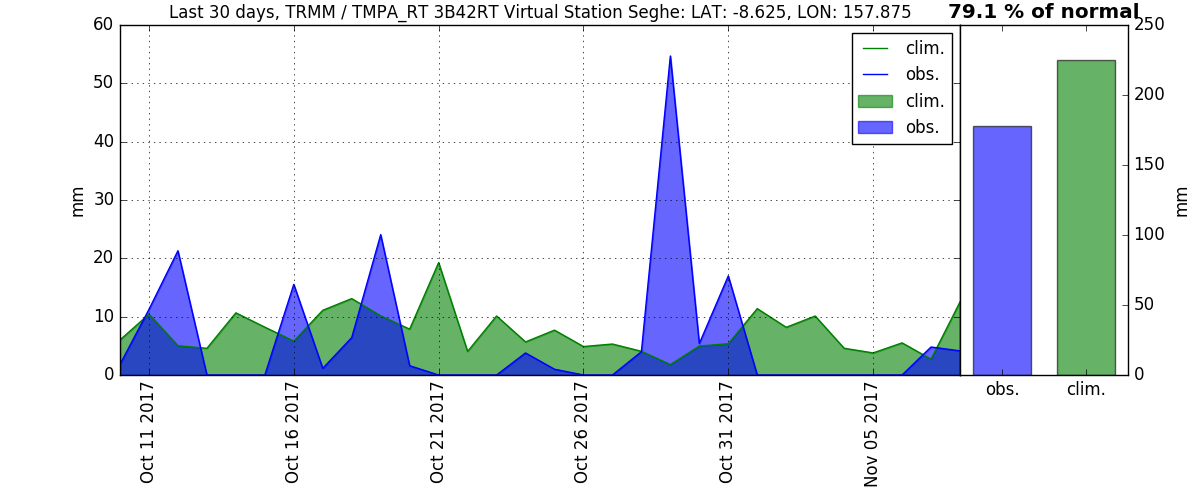 Last 30 days, TRMM / TMPA_RT 3B42RT Virtual Station Seghe: LAT: -8.625, LON: 157.875
79.1 % of normal
60
50
40
30
20
10
0
mm
clim.
obs.
clim.
obs.
250
200
150
100
50
0
mm
obs.
clim.
Oct 11 2017
Oct 16 2017
Oct 21 2017
Oct 26 2017
Oct 31 2017
Nov 05 2017